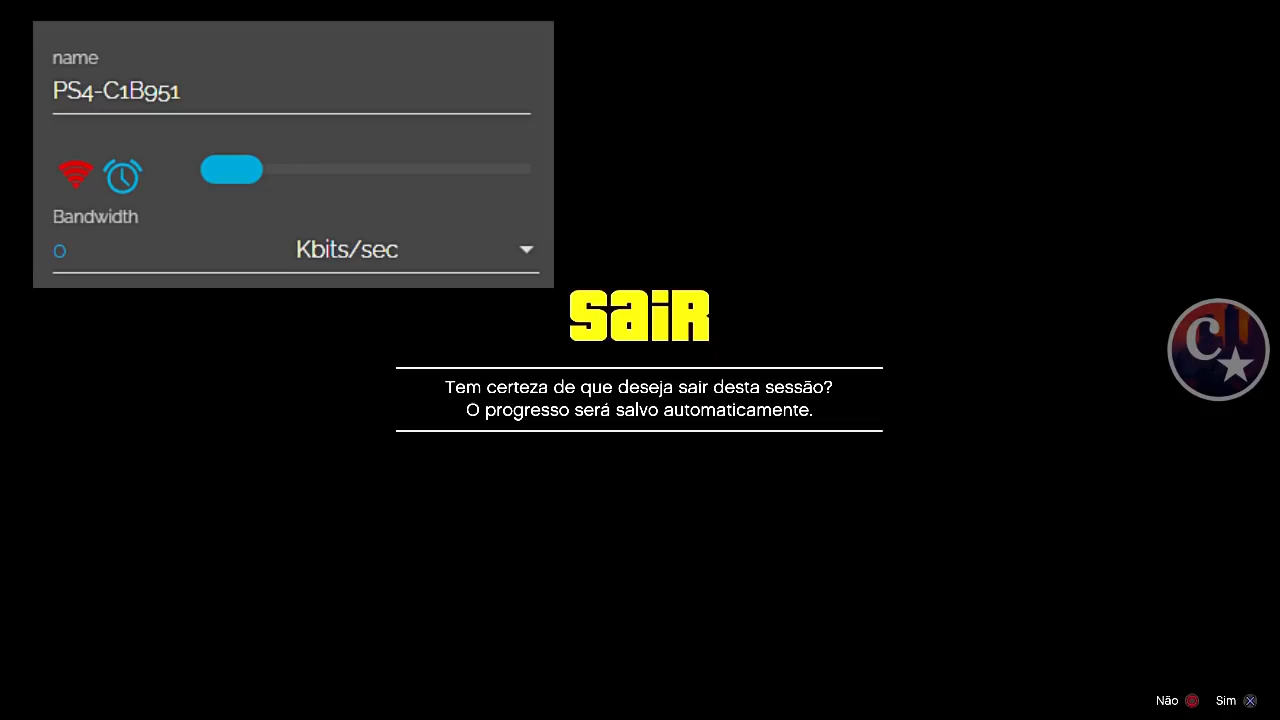 name
PS4-C1B951
Bandwidth
0 Kbits/sec
sair
Tem certeza de que deseja sair desta sessão?
O progresso será salvo automaticamente.
C
Não Sim